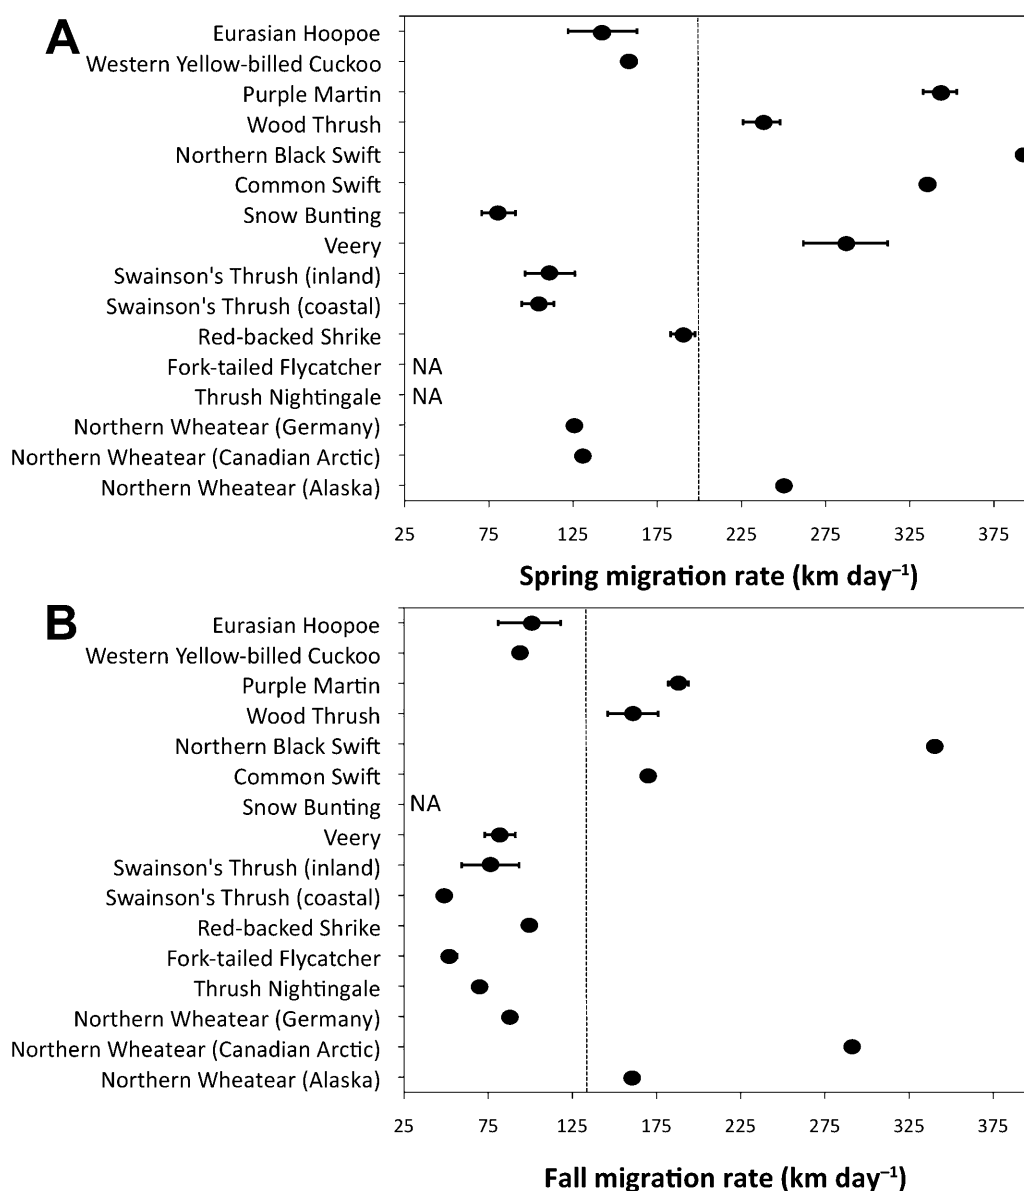 A
Eurasian Hoopoe
Western Yellow-billed Cuckoo
Purple Martin
Wood Thrush
Northern Black Swift
Common Swift
Snow Bunting
Veery
Swainson's Thrush (inland)
Swainson's Thrush (coastal)
Red-backed Shrike
Fork-tailed Flycatcher NA
Thrush Nightingale NA
Northern Wheatear (Germany)
Northern Wheatear (Canadian Arctic)
Northern Wheatear (Alaska)
25 75 125 175 225 275 325 375
Spring migration rate (km day⁻¹)
B
Eurasian Hoopoe
Western Yellow-billed Cuckoo
Purple Martin
Wood Thrush
Northern Black Swift
Common Swift
Snow Bunting NA
Veery
Swainson's Thrush (inland)
Swainson's Thrush (coastal)
Red-backed Shrike
Fork-tailed Flycatcher
Thrush Nightingale
Northern Wheatear (Germany)
Northern Wheatear (Canadian Arctic)
Northern Wheatear (Alaska)
25 75 125 175 225 275 325 375
Fall migration rate (km day⁻¹)